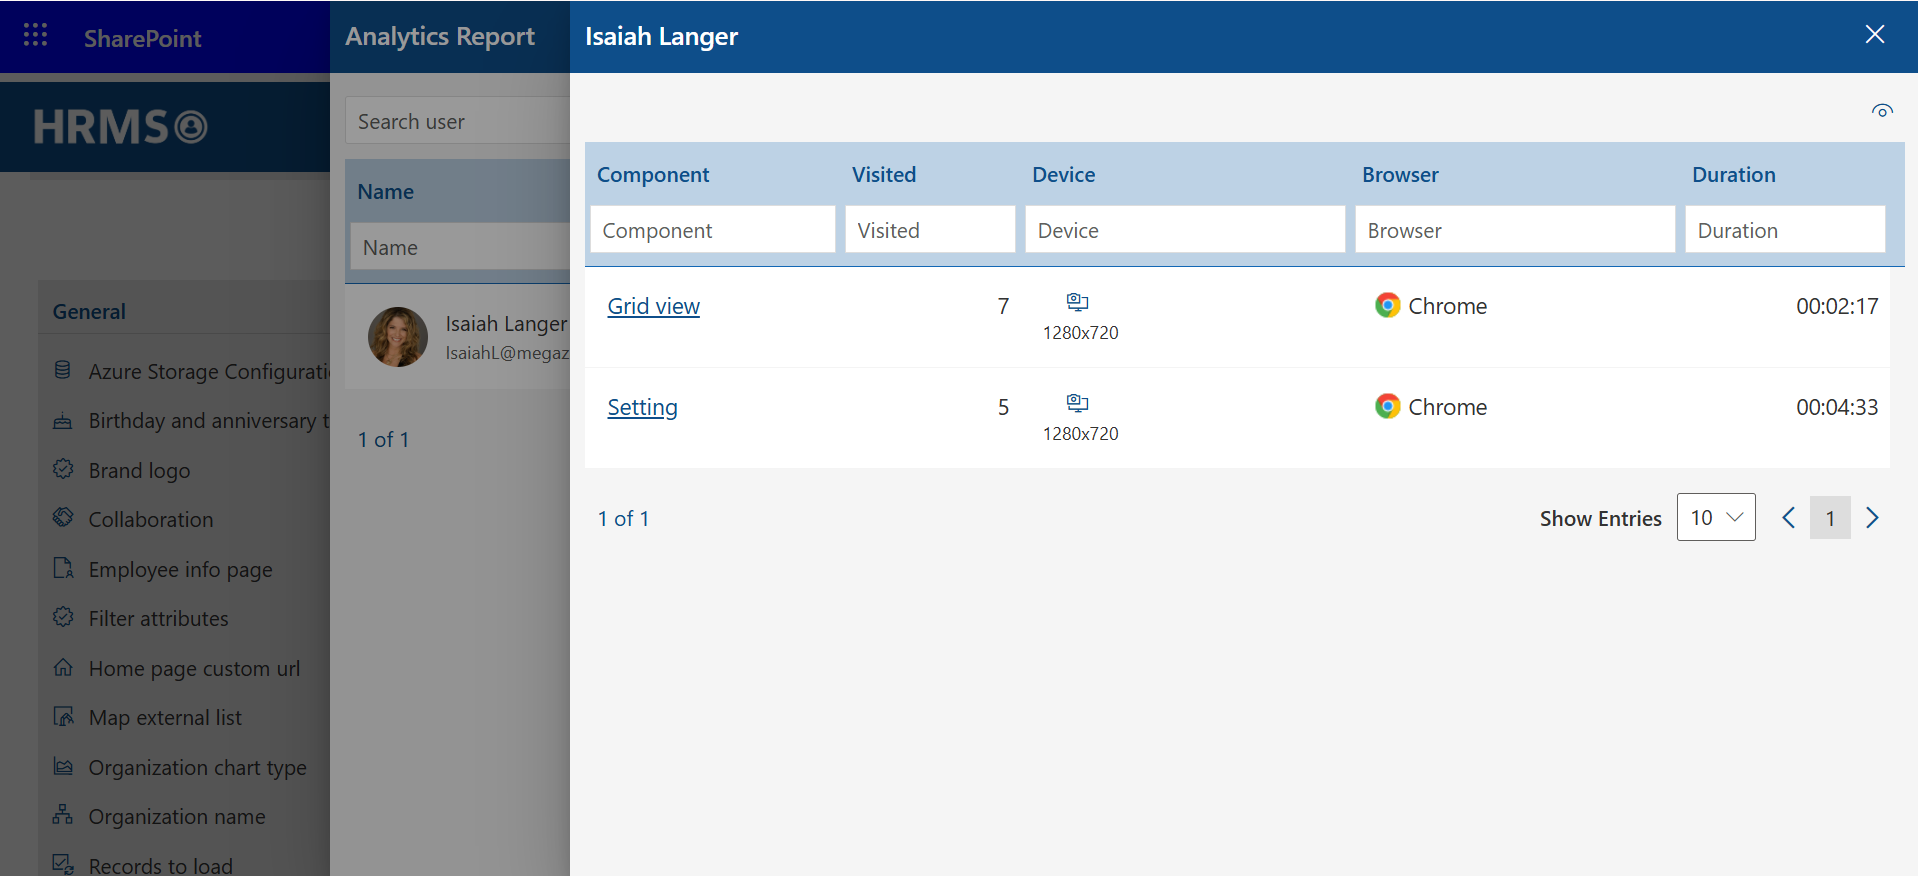 SharePoint
HRMS
General
Azure Storage Configurati
Birthday and anniversary t
Brand logo
Collaboration
Employee info page
Filter attributes
Home page custom url
Map external list
Organization chart type
Organization name
Records to load
Analytics Report
Search user
Name
Name
Isaiah Langer
IsaiahL@megaz
1 of 1
Isaiah Langer
Component Visited Device Browser Duration
Component Visited Device Browser Duration
Grid view 7 1280x720 Chrome 00:02:17
Setting 5 1280x720 Chrome 00:04:33
1 of 1 Show Entries 10 1